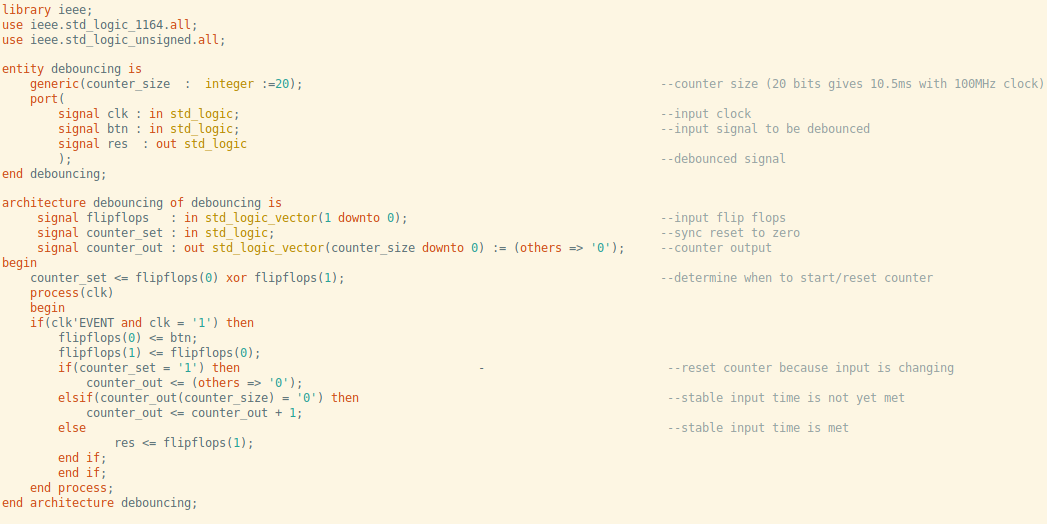 library ieee;
use ieee.std_logic_1164.all;
use ieee.std_logic_unsigned.all;

entity debouncing is
    generic(counter_size  :  integer :=20);                                                   --counter size (20 bits gives 10.5ms with 100MHz clock)
    port(
        signal clk : in std_logic;                                                            --input clock
        signal btn : in std_logic;                                                            --input signal to be debounced
        signal res  : out std_logic
        );                                                                                    --debounced signal
end debouncing;

architecture debouncing of debouncing is
     signal flipflops   : in std_logic_vector(1 downto 0);                                    --input flip flops
     signal counter_set : in std_logic;                                                       --sync reset to zero
     signal counter_out : out std_logic_vector(counter_size downto 0) := (others => '0');     --counter output
begin
    counter_set <= flipflops(0) xor flipflops(1);                                             --determine when to start/reset counter
    process(clk)
    begin
    if(clk'EVENT and clk = '1') then
        flipflops(0) <= btn;
        flipflops(1) <= flipflops(0);
        if(counter_set = '1') then                                  -                          --reset counter because input is changing
            counter_out <= (others => '0');
        elsif(counter_out(counter_size) = '0') then                                            --stable input time is not yet met
            counter_out <= counter_out + 1;
        else                                                                                   --stable input time is met
                res <= flipflops(1);
        end if;
        end if;
    end process;
end architecture debouncing;